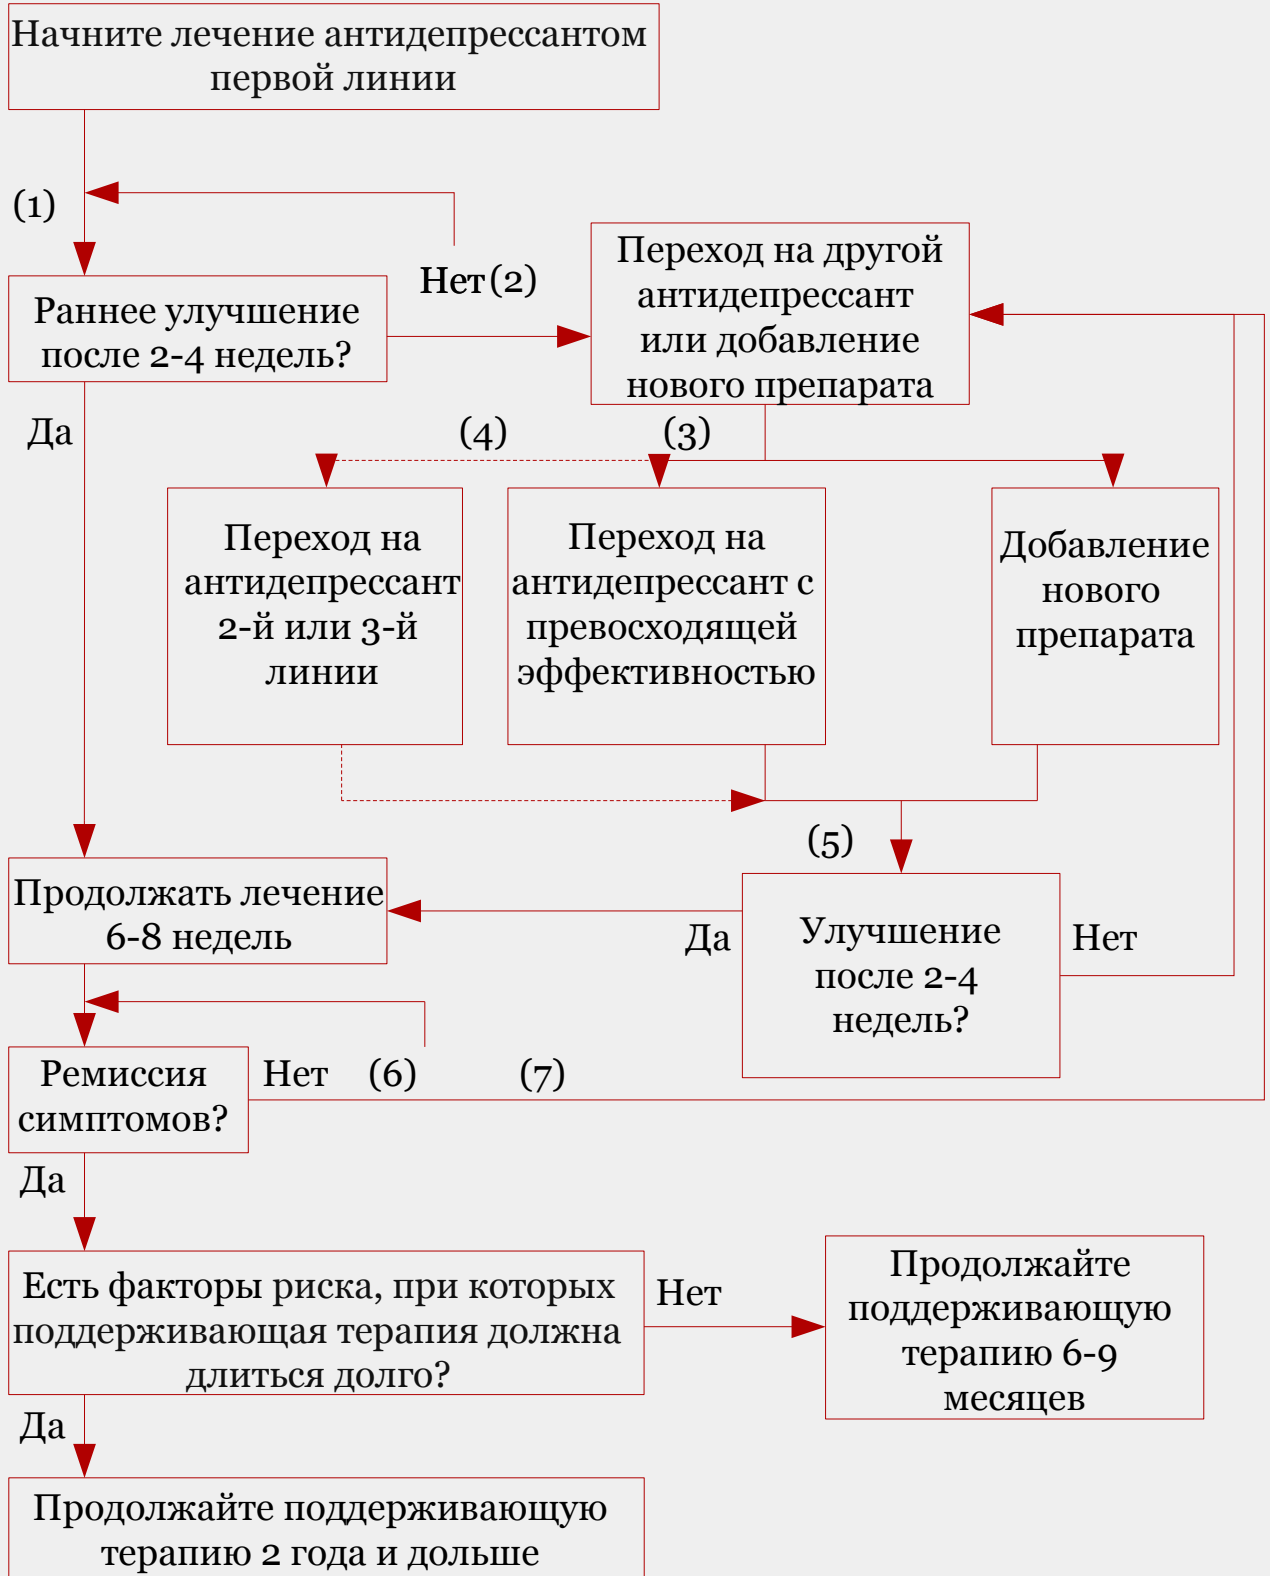 Начните лечение антидепрессантом
первой линии
(1)
Нет (2)
Раннее улучшение
после 2-4 недель?
Переход на другой
антидепрессант
или добавление
нового препарата
Да
(4)
(3)
Переход на
антидепрессант
2-й или 3-й
линии
Переход на
антидепрессант с
превосходящей
эффективностью
Добавление
нового
препарата
(5)
Продолжать лечение
6-8 недель
Да
Улучшение
после 2-4
недель?
Нет
Ремиссия
симптомов?
Нет
(6)
(7)
Да
Есть факторы риска, при которых
поддерживающая терапия должна
длиться долго?
Нет
Продолжайте
поддерживающую
терапию 6-9
месяцев
Да
Продолжайте поддерживающую
терапию 2 года и дольше